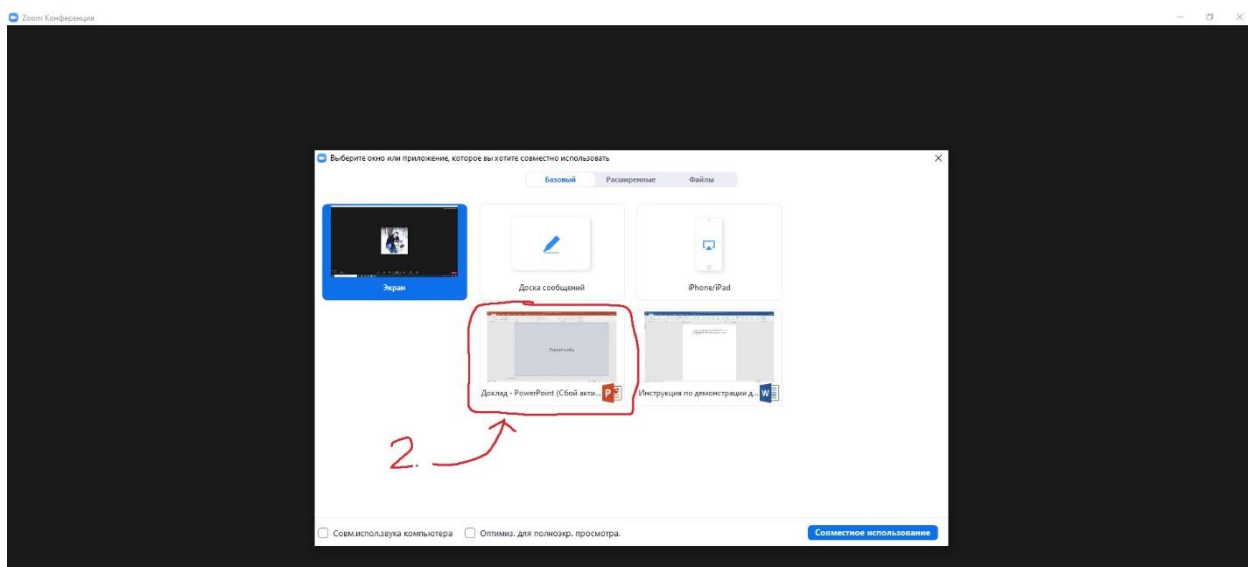 Zoom Конференция
Выберите окно или приложение, которое вы хотите совместно использовать
Базовый Расширенные Файлы
Экран Доска сообщений iPhone/iPad
Доклад - PowerPoint (Сбой акти... Инструкция по демонстрации д...
2.
Совм.испол.звука компьютера Оптимиз. для полноэкр. просмотра. Совместное использование